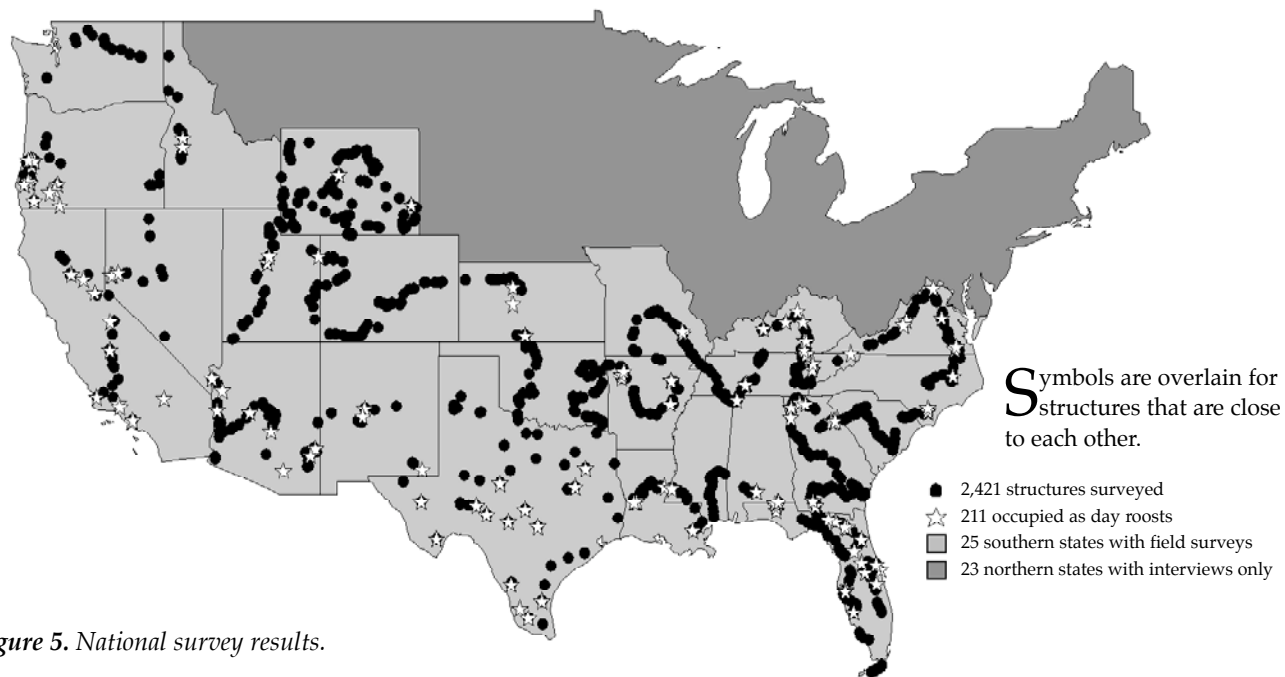 Symbols are overlain for
structures that are close
to each other.
2,421 structures surveyed
211 occupied as day roosts
25 southern states with field surveys
23 northern states with interviews only
gure 5. National survey results.